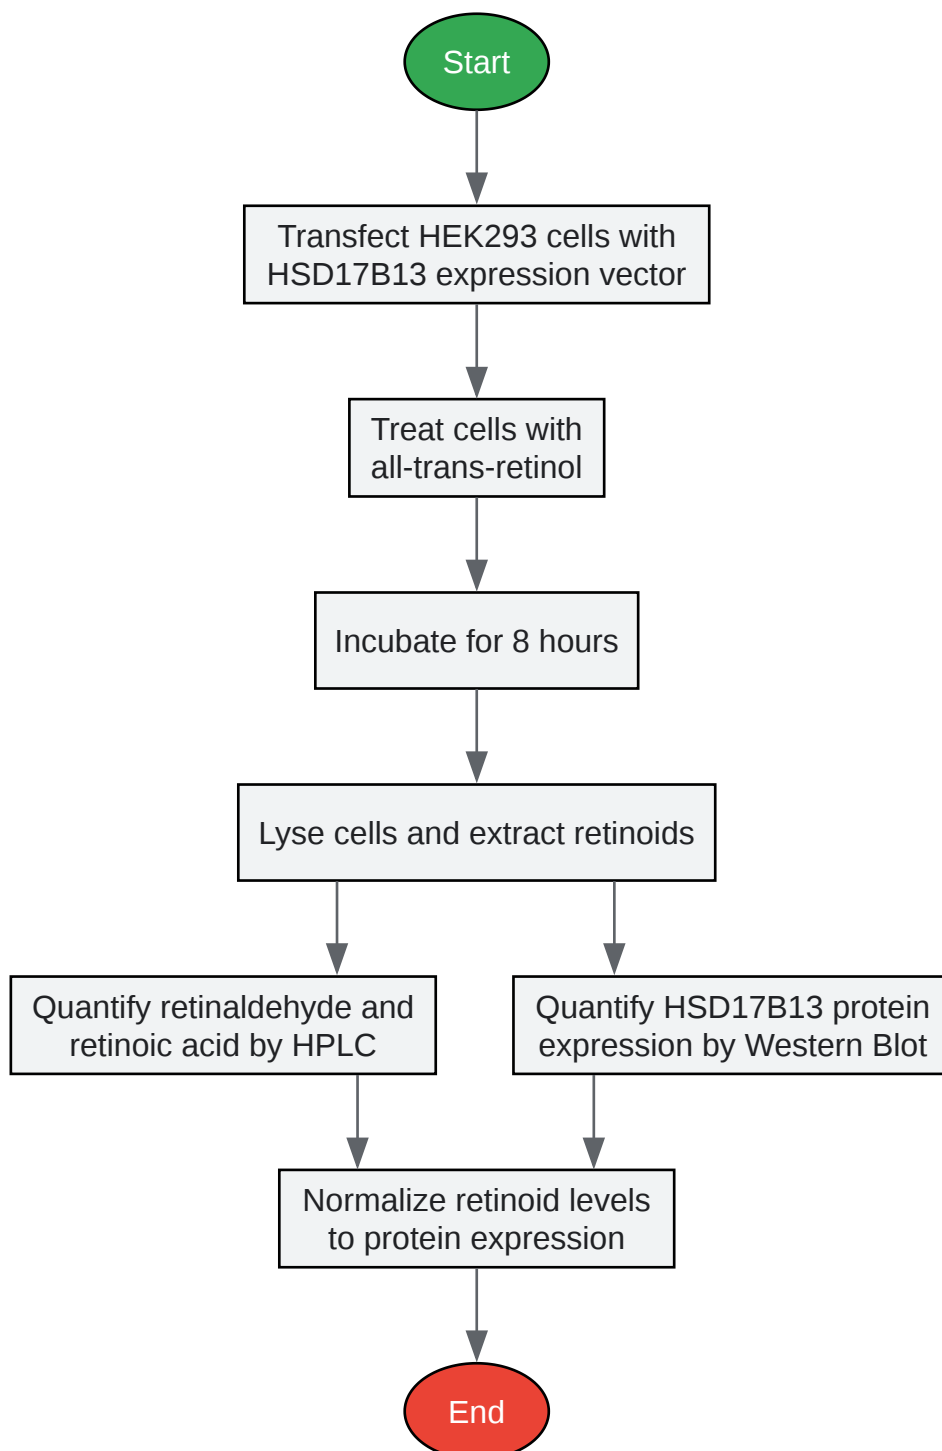 Start
Transfect HEK293 cells with
HSD17B13 expression vector
Treat cells with
all-trans-retinol
Incubate for 8 hours
Lyse cells and extract retinoids
Quantify retinaldehyde and
retinoic acid by HPLC
Quantify HSD17B13 protein
expression by Western Blot
Normalize retinoid levels
to protein expression
End